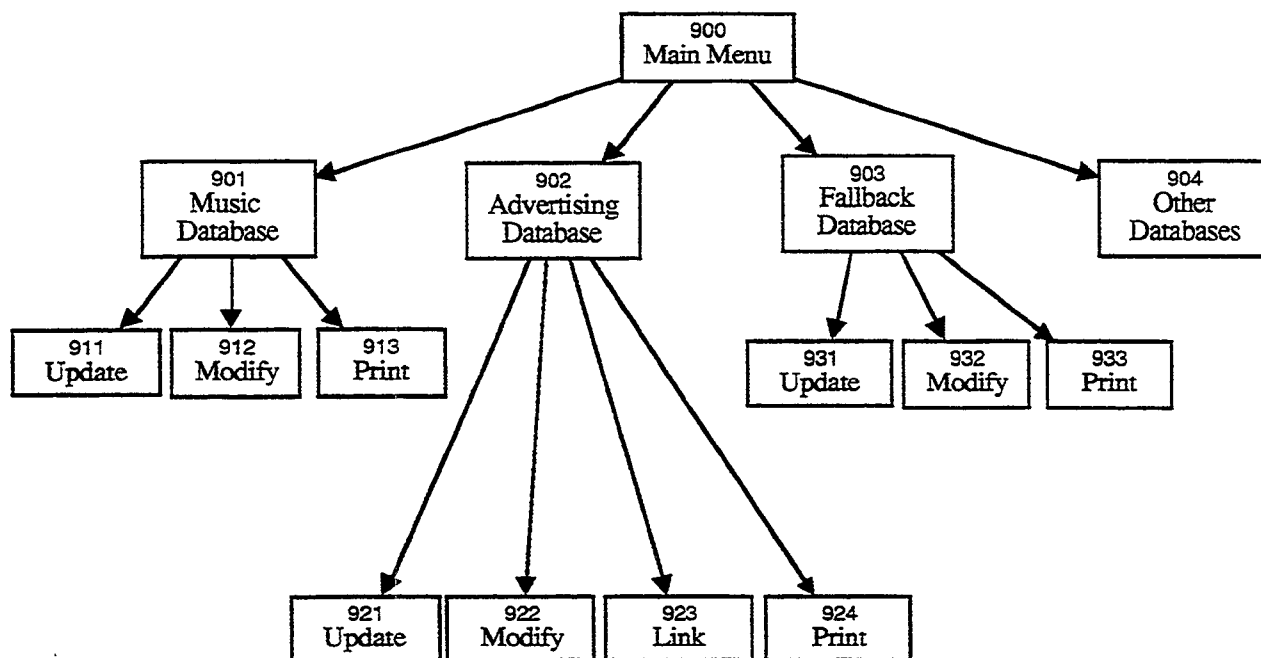 900
Main Menu
901
Music
Database
902
Advertising
Database
903
Fallback
Database
904
Other
Databases
911
Update
912
Modify
913
Print
931
Update
932
Modify
933
Print
921
Update
922
Modify
923
Link
924
Print